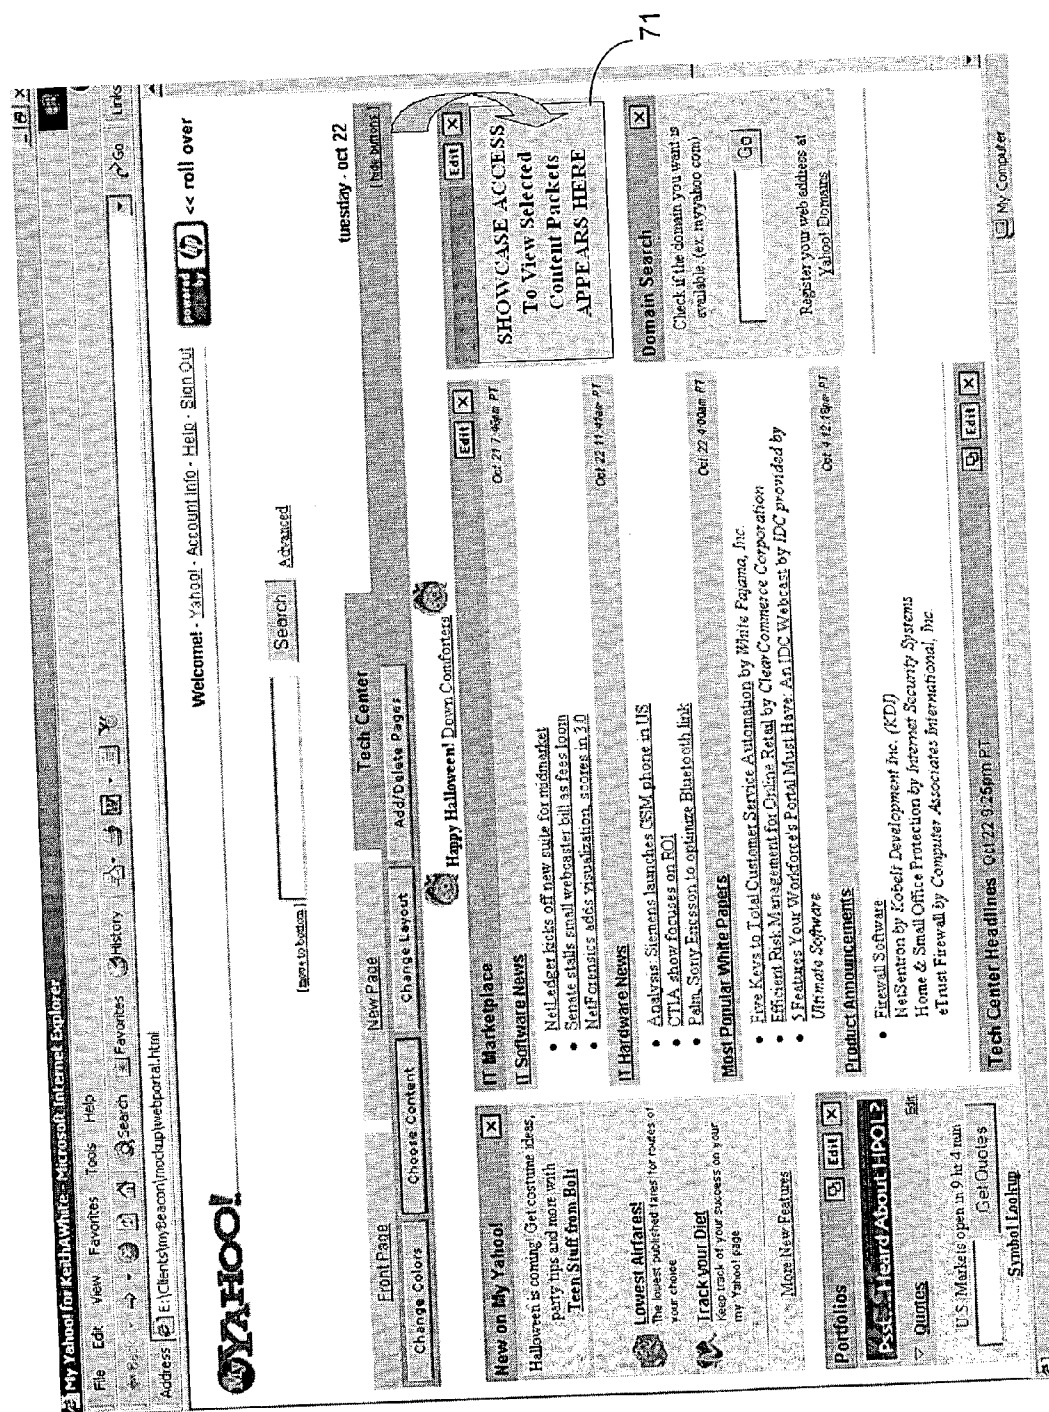 My Yahoo! for KeithAWhite - Microsoft Internet Explorer
File Edit View Favorites Tools Help
Search Favorites History
Address E:\Clients\myBeacon\mockup\webportal.html Go Links
My YAHOO!
Welcome! - Yahoo! - Account Info - Help - Sign Out
powered by hp << roll over
Search Advanced
[move to bottom]
tuesday - oct 22
Front Page New Page Tech Center
[hide buttons]
Change Colors Choose Content Change Layout Add/Delete Pages
Happy Halloween! Down Comforters
New on My Yahoo!
Halloween is coming! Get costume ideas,
party tips and more with
Teen Stuff from Bolt
Lowest Airfares!
The lowest published fares for routes of
your choice
Track your Diet
Keep track of your success on your
my Yahoo! page
More New Features
Portfolios Edit
Pssst... Heard About HPOL?
Quotes Edit
U.S. Markets open in 9 hr 4 min
Get Quotes
Symbol Lookup
IT Marketplace Edit
IT Software News Oct 21 7:46pm PT
• NetLedger kicks off new suite for midmarket
• Senate stalls small webcaster bill as fees loom
• NetForensics adds visualization, scores in 3.0
IT Hardware News Oct 22 11:41am PT
• Analysis: Siemens launches GSM phone in US
• CTIA show focuses on ROI
• Palm, Sony Ericsson to optimize Bluetooth link
Most Popular White Papers Oct 22 4:00am PT
• Five Keys to Total Customer Service Automation by White Pajama, Inc.
• Efficient Risk Management for Online Retail by ClearCommerce Corporation
• 5 Features Your Workforce's Portal Must Have: An IDC Webcast by IDC provided by
Ultimate Software
Product Announcements Oct 4 12:18pm PT
• Firewall Software
NetSentron by Kobelt Development Inc. (KDI)
Home & Small Office Protection by Internet Security Systems
eTrust Firewall by Computer Associates International, Inc.
Tech Center Headlines Oct 22 9:25pm PT Edit
Edit
SHOWCASE ACCESS
To View Selected
Content Packets
APPEARS HERE
71
Domain Search
Check if the domain you want is
available (ex: myyahoo.com)
Go
Register your web address at
Yahoo! Domains
My Computer